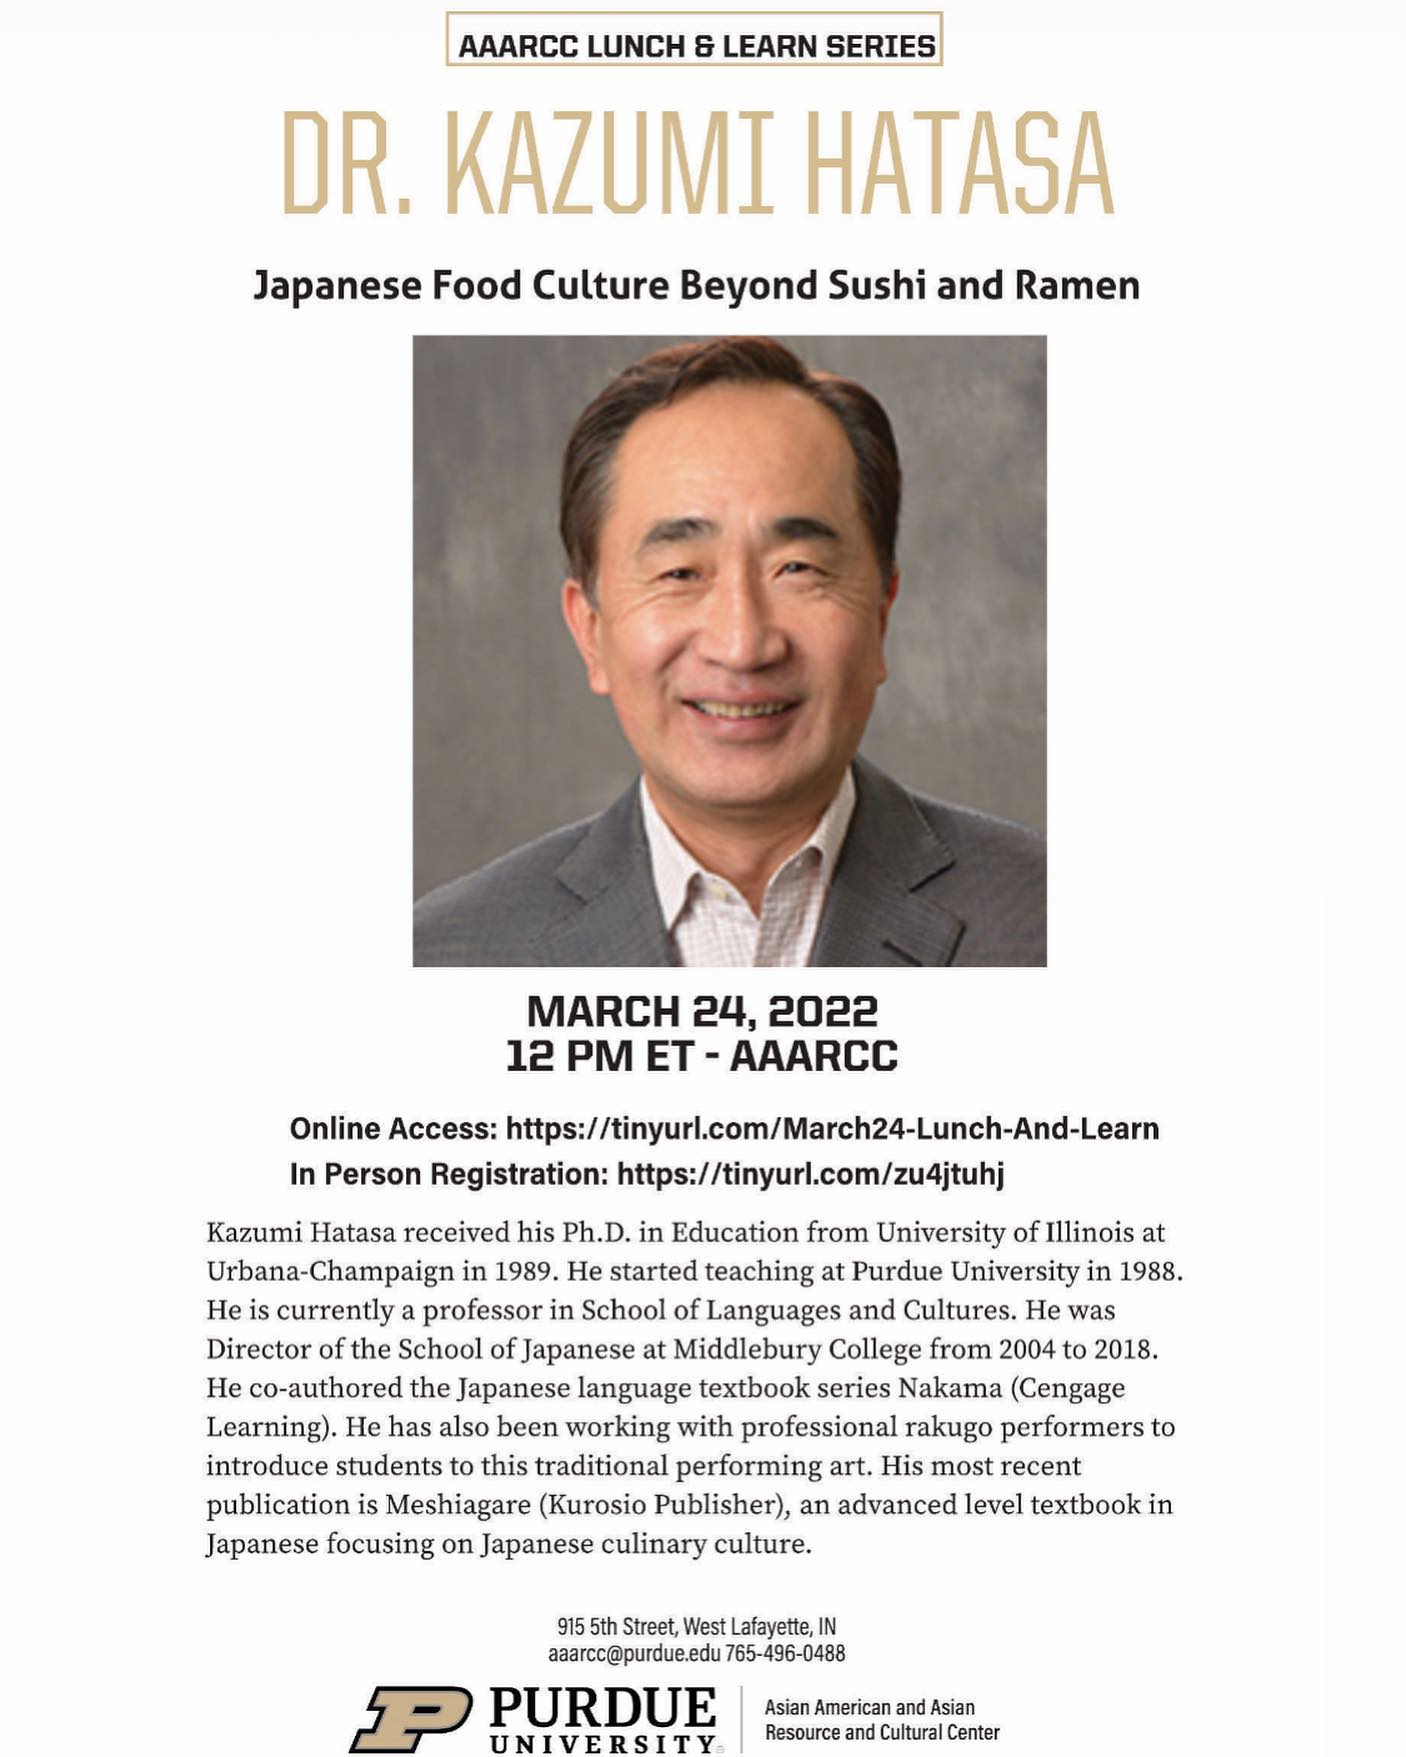 AAARCC LUNCH & LEARN SERIES
DR. KAZUMI HATASA
Japanese Food Culture Beyond Sushi and Ramen
MARCH 24, 2022
12 PM ET - AAARCC
Online Access: https://tinyurl.com/March24-Lunch-And-Learn
In Person Registration: https://tinyurl.com/zu4jtuhj
Kazumi Hatasa received his Ph.D. in Education from University of Illinois at
Urbana-Champaign in 1989. He started teaching at Purdue University in 1988.
He is currently a professor in School of Languages and Cultures. He was
Director of the School of Japanese at Middlebury College from 2004 to 2018.
He co-authored the Japanese language textbook series Nakama (Cengage
Learning). He has also been working with professional rakugo performers to
introduce students to this traditional performing art. His most recent
publication is Meshiagare (Kurosio Publisher), an advanced level textbook in
Japanese focusing on Japanese culinary culture.
915 5th Street, West Lafayette, IN
aaarcc@purdue.edu 765-496-0488
P PURDUE
UNIVERSITY®
Asian American and Asian
Resource and Cultural Center